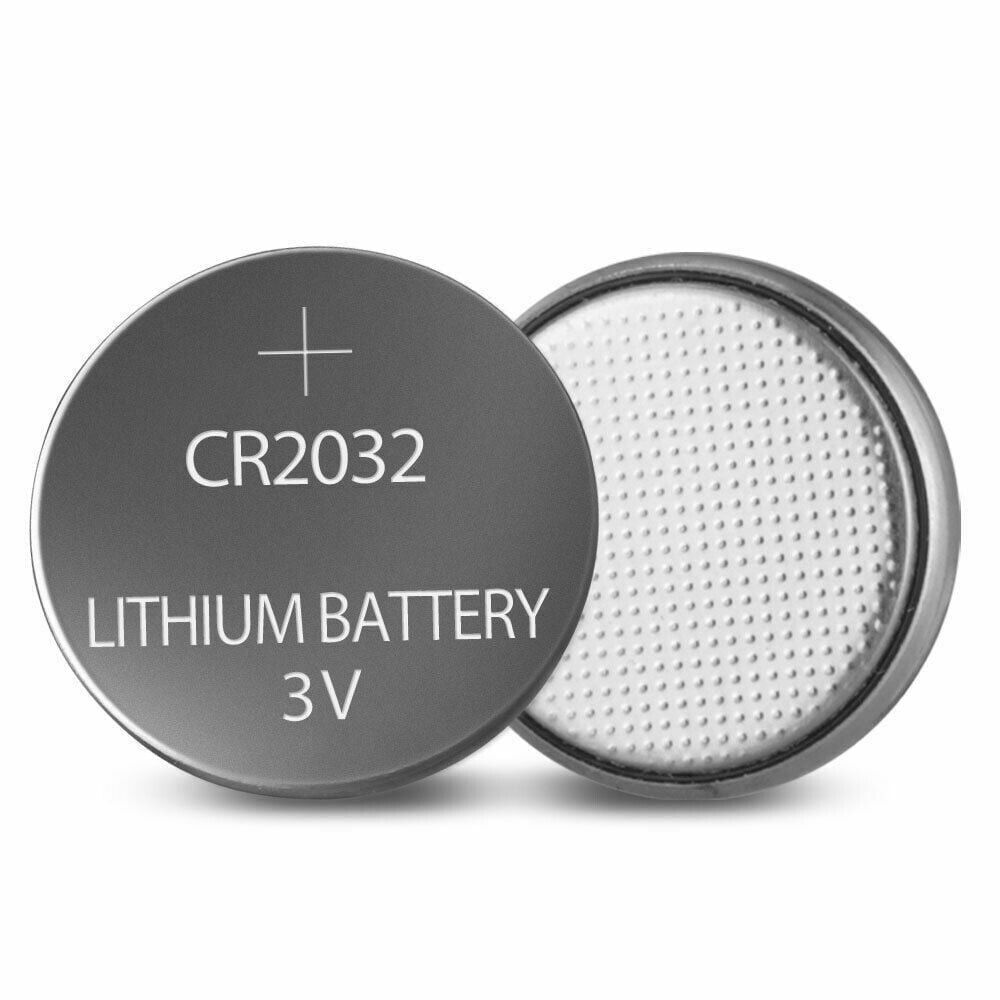 +
CR2032
LITHIUM BATTERY
3V